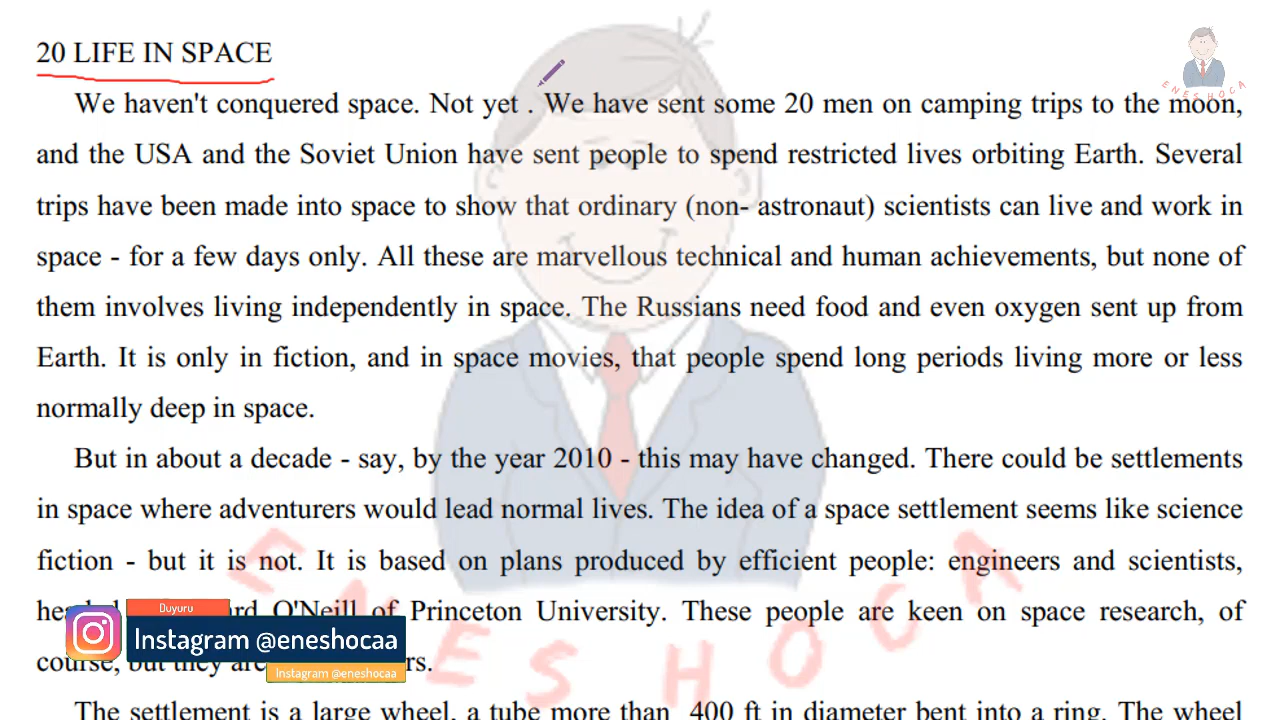 20 LIFE IN SPACE
We haven't conquered space. Not yet . We have sent some 20 men on camping trips to the moon,
and the USA and the Soviet Union have sent people to spend restricted lives orbiting Earth. Several
trips have been made into space to show that ordinary (non- astronaut) scientists can live and work in
space - for a few days only. All these are marvellous technical and human achievements, but none of
them involves living independently in space. The Russians need food and even oxygen sent up from
Earth. It is only in fiction, and in space movies, that people spend long periods living more or less
normally deep in space.
But in about a decade - say, by the year 2010 - this may have changed. There could be settlements
in space where adventurers would lead normal lives. The idea of a space settlement seems like science
fiction - but it is not. It is based on plans produced by efficient people: engineers and scientists,
O'Neill of Princeton University. These people are keen on space research, of
course, but they are
The settlement is a large wheel, a tube more than 400 ft in diameter bent into a ring. The wheel
Duyuru
Instagram @eneshocaa
Instagram @eneshocaa
ENES HOCA
ENES HOCA